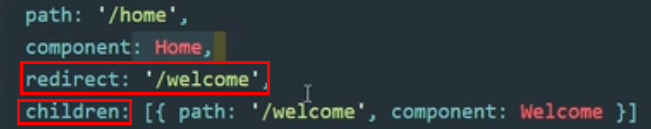 path: '/home',
component: Home,
redirect: '/welcome',
children: [{ path: '/welcome', component: Welcome }]